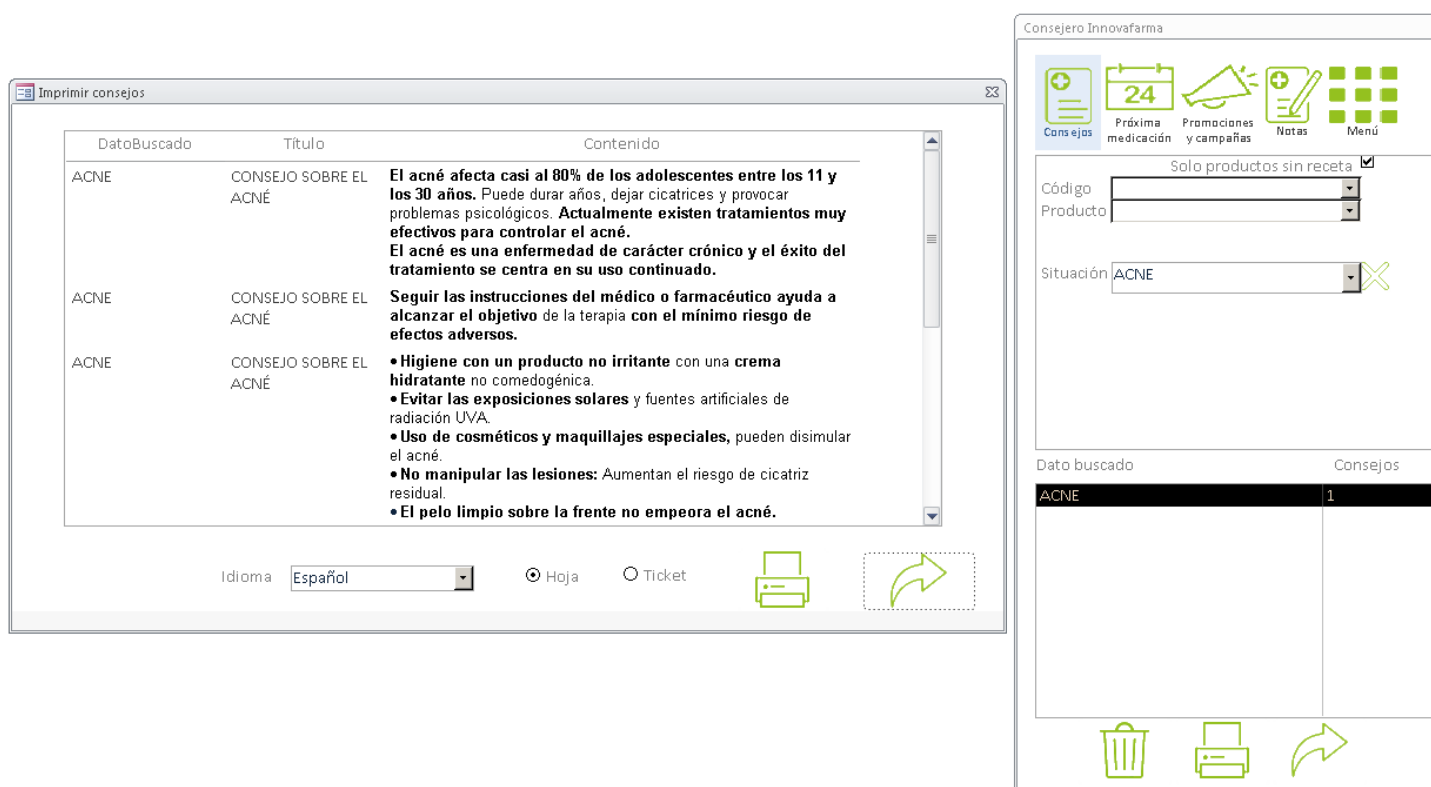 Imprimir consejos
DatoBuscado Título Contenido
ACNE CONSEJO SOBRE EL ACNÉ
El acné afecta casi al 80% de los adolescentes entre los 11 y
los 30 años. Puede durar años, dejar cicatrices y provocar
problemas psicológicos. Actualmente existen tratamientos muy
efectivos para controlar el acné.
El acné es una enfermedad de carácter crónico y el éxito del
tratamiento se centra en su uso continuado.
ACNE CONSEJO SOBRE EL ACNÉ
Seguir las instrucciones del médico o farmacéutico ayuda a
alcanzar el objetivo de la terapia con el mínimo riesgo de
efectos adversos.
ACNE CONSEJO SOBRE EL ACNÉ
• Higiene con un producto no irritante con una crema
hidratante no comedogénica.
• Evitar las exposiciones solares y fuentes artificiales de
radiación UVA.
• Uso de cosméticos y maquillajes especiales, pueden disimular
el acné.
• No manipular las lesiones: Aumentan el riesgo de cicatriz
residual.
• El pelo limpio sobre la frente no empeora el acné.
Idioma Español Hoja Ticket
Consejero Innovafarma
24
Consejos
Próxima
medicación
Promociones
y campañas
Notas
Menú
Solo productos sin receta
Código
Producto
Situación ACNE
Dato buscado Consejos
ACNE 1